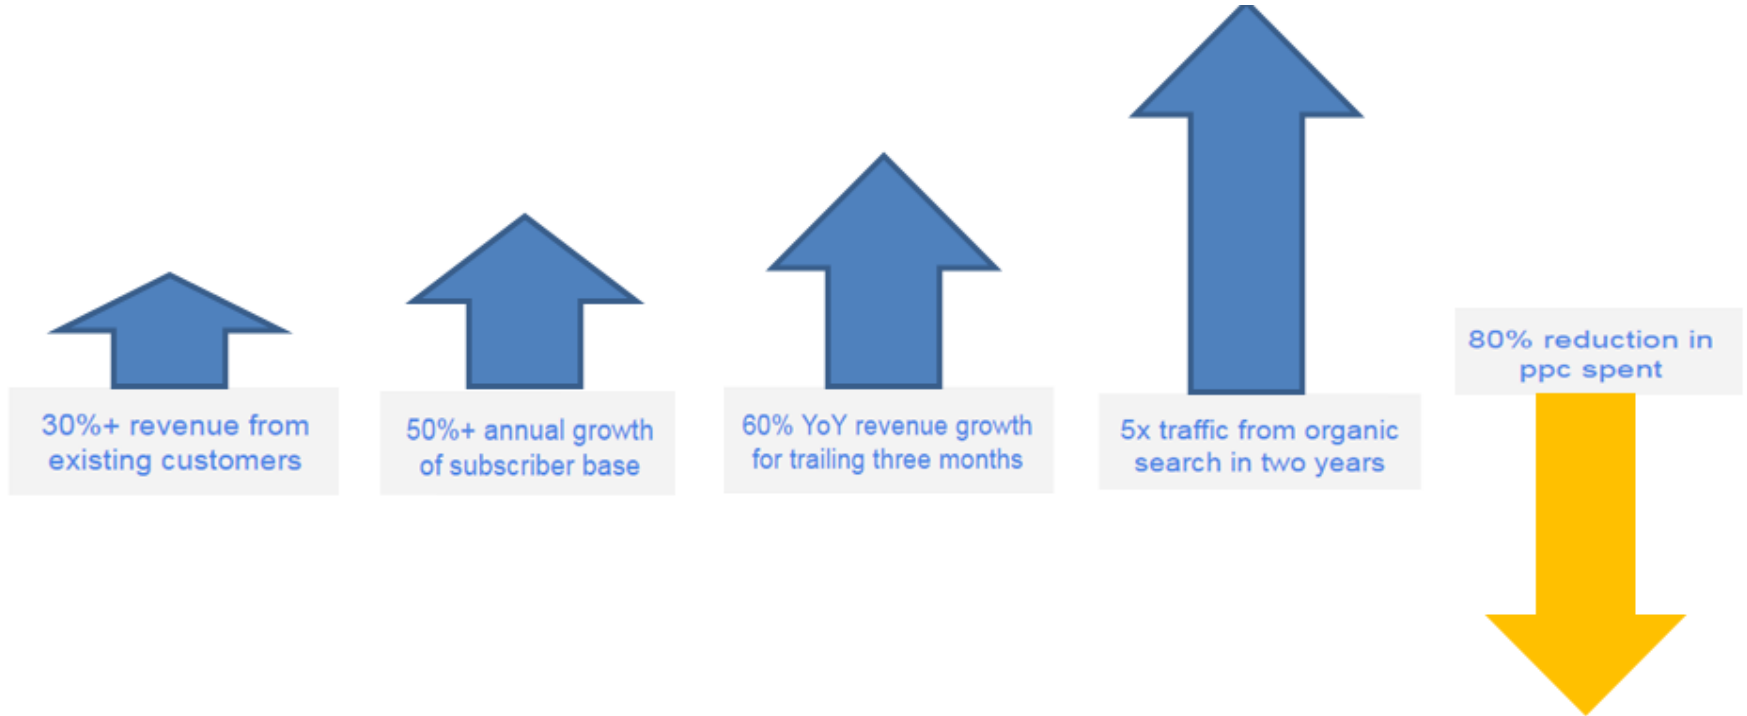 30%+ revenue from
existing customers
50%+ annual growth
of subscriber base
60% YoY revenue growth
for trailing three months
5x traffic from organic
search in two years
80% reduction in
ppc spent